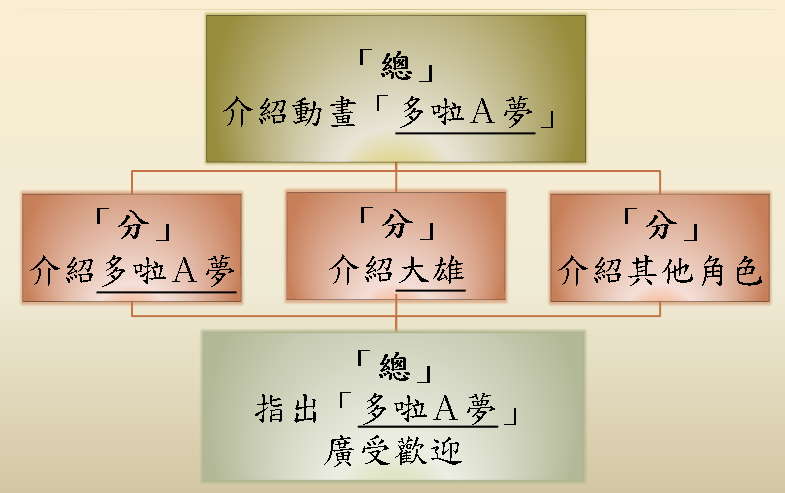 「總」
介紹動畫「多啦A夢」
「分」
介紹多啦A夢
「分」
介紹大雄
「分」
介紹其他角色
「總」
指出「多啦A夢」
廣受歡迎